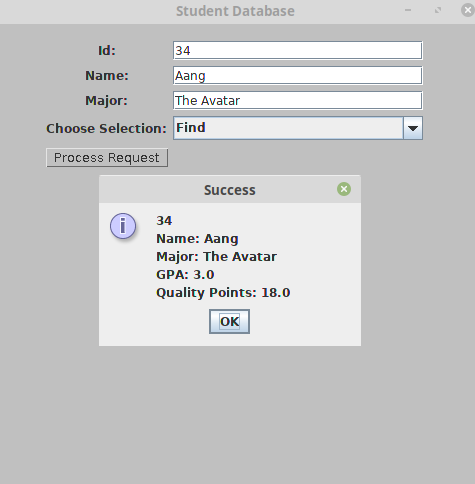 Student Database
Id: 34
Name: Aang
Major: The Avatar
Choose Selection: Find
Process Request
Success
34
Name: Aang
Major: The Avatar
GPA: 3.0
Quality Points: 18.0
OK